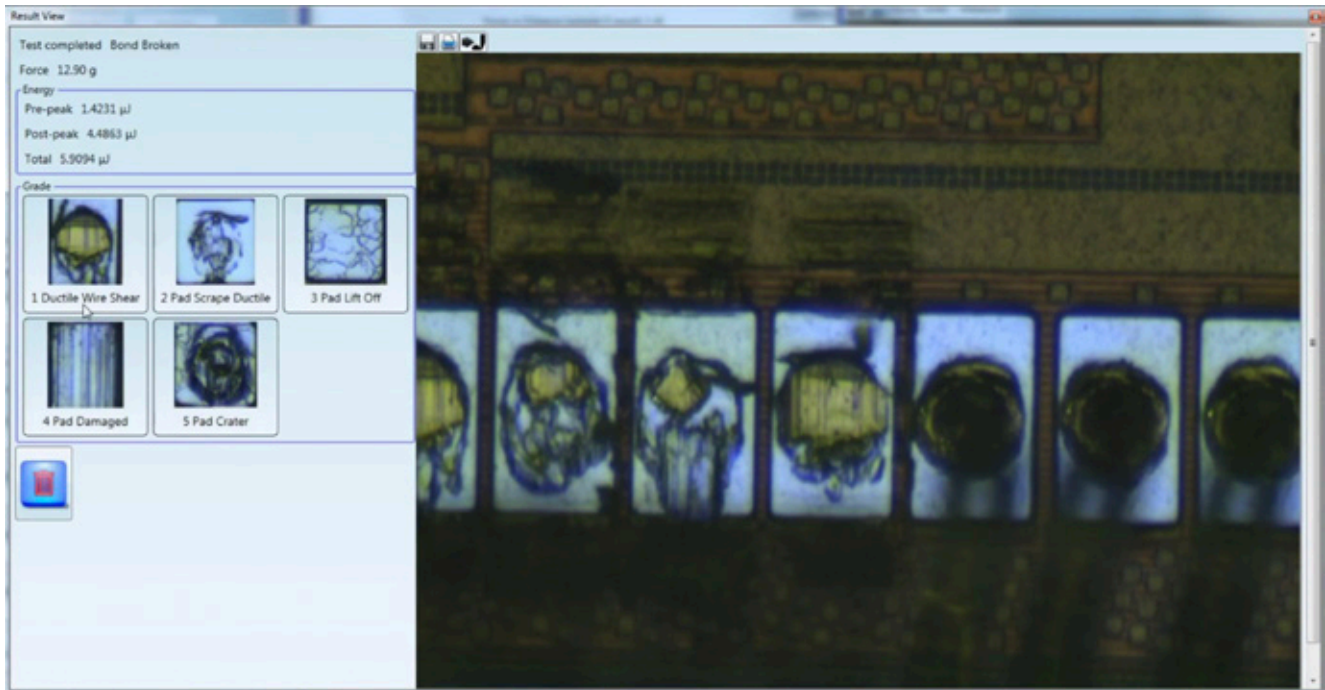 Result View
Test completed Bond Broken
Force 12.90 g
Energy
Pre-peak 1.4231 µJ
Post-peak 4.4863 µJ
Total 5.9094 µJ
Grade
1 Ductile Wire Shear
2 Pad Scrape Ductile
3 Pad Lift Off
4 Pad Damaged
5 Pad Crater